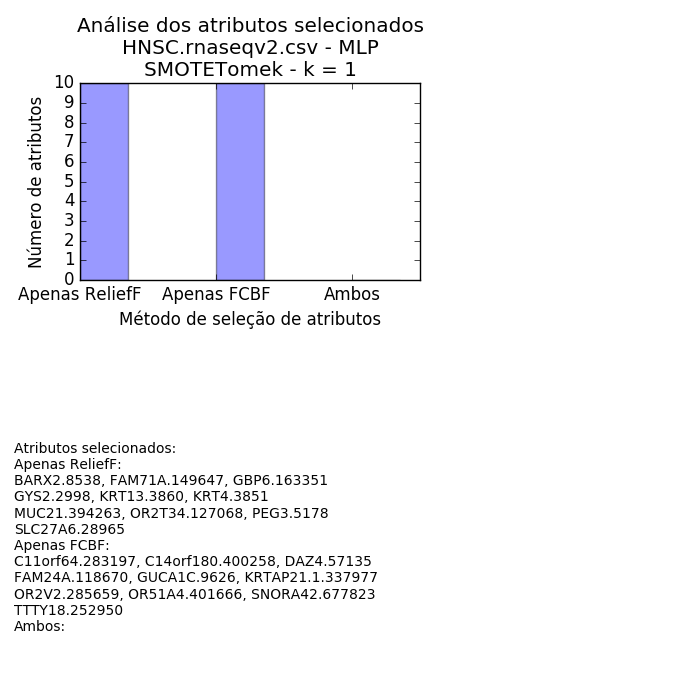 Análise dos atributos selecionados
HNSC.rnaseqv2.csv - MLP
SMOTETomek - k = 1
Número de atributos
10
9
8
7
6
5
4
3
2
1
0
Apenas ReliefF
Apenas FCBF
Ambos
Método de seleção de atributos
Atributos selecionados:
Apenas ReliefF:
BARX2.8538, FAM71A.149647, GBP6.163351
GYS2.2998, KRT13.3860, KRT4.3851
MUC21.394263, OR2T34.127068, PEG3.5178
SLC27A6.28965
Apenas FCBF:
C11orf64.283197, C14orf180.400258, DAZ4.57135
FAM24A.118670, GUCA1C.9626, KRTAP21.1.337977
OR2V2.285659, OR51A4.401666, SNORA42.677823
TTTY18.252950
Ambos: